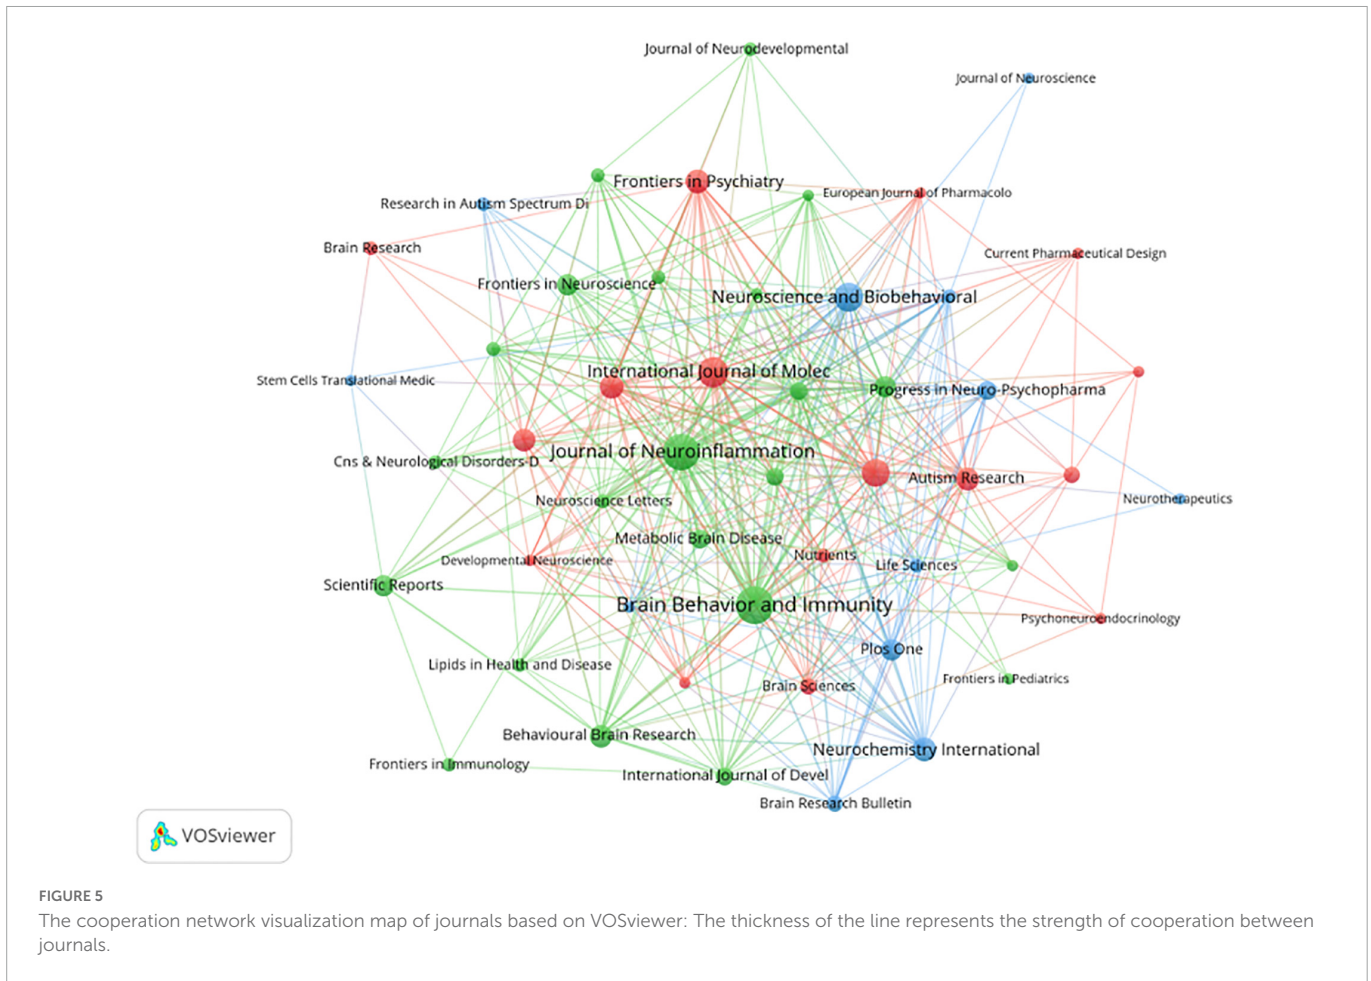 Journal of Neurodevelopmental
Journal of Neuroscience
Frontiers in Psychiatry
European Journal of Pharmacolo
Research in Autism Spectrum Di
Brain Research
Current Pharmaceutical Design
Frontiers in Neuroscience
Neuroscience and Biobehavioral
International Journal of Molec
Stem Cells Translational Medic
Progress in Neuro-Psychopharma
Journal of Neuroinflammation
Cns & Neurological Disorders-D
Autism Research
Neuroscience Letters
Neurotherapeutics
Metabolic Brain Disease
Nutrients
Developmental Neuroscience
Life Sciences
Scientific Reports
Brain Behavior and Immunity
Psychoneuroendocrinology
Plos One
Lipids in Health and Disease
Frontiers in Pediatrics
Brain Sciences
Behavioural Brain Research
Neurochemistry International
Frontiers in Immunology
International Journal of Devel
Brain Research Bulletin
VOSviewer
FIGURE 5
The cooperation network visualization map of journals based on VOSviewer: The thickness of the line represents the strength of cooperation between
journals.